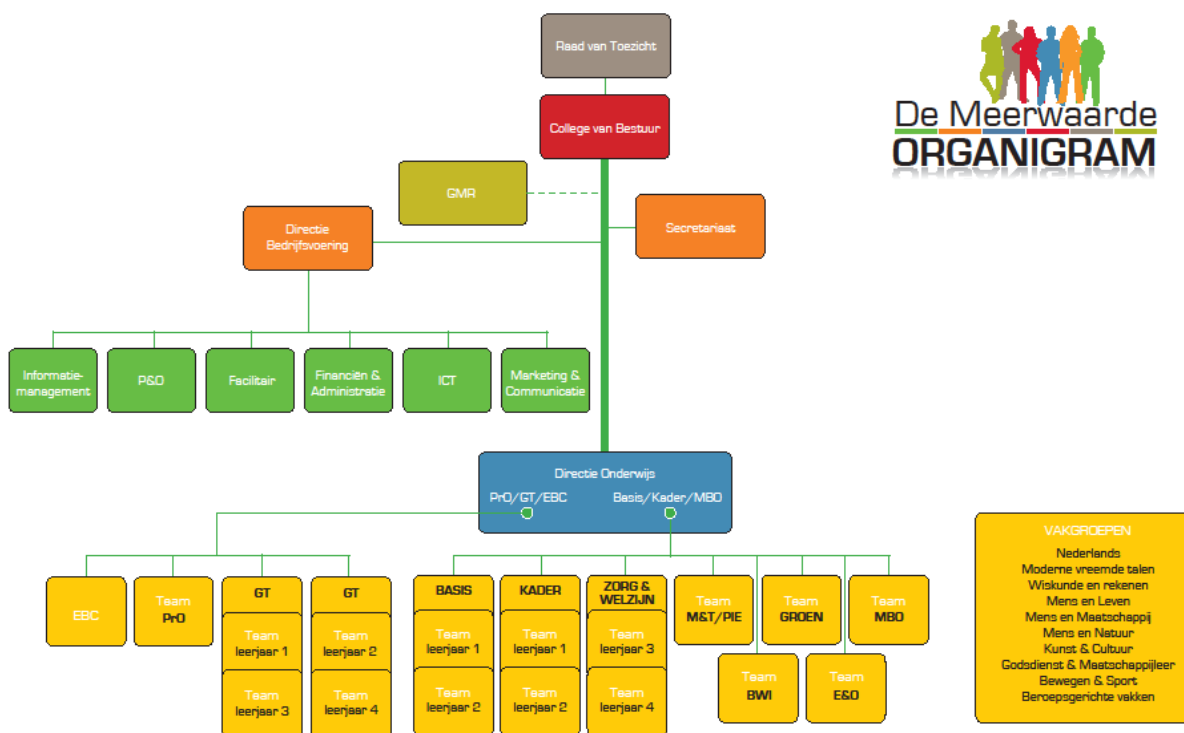 Raad van Toezicht
De Meerwaarde
ORGANIGRAM
College van Bestuur
GMR
Secretariaat
Directie
Bedrijfsvoering
Informatie-
management
P&O
Facilitair
Financiën &
Administratie
ICT
Marketing &
Communicatie
Directie Onderwijs
PrO/GT/EBC
Basis/Kader/MBO
EBC
Team
PrO
GT
Team
leerjaar 1
Team
leerjaar 3
GT
Team
leerjaar 2
Team
leerjaar 4
BASIS
Team
leerjaar 1
Team
leerjaar 2
KADER
Team
leerjaar 1
Team
leerjaar 2
ZORG &
WELZIJN
Team
leerjaar 3
Team
leerjaar 4
Team
M&T/PIE
Team
BWI
Team
GROEN
Team
E&O
Team
MBO
VAKGROEPEN
Nederlands
Moderne vreemde talen
Wiskunde en rekenen
Mens en Leven
Mens en Maatschappij
Mens en Natuur
Kunst & Cultuur
Godsdienst & Maatschappijleer
Bewegen & Sport
Beroepsgerichte vakken